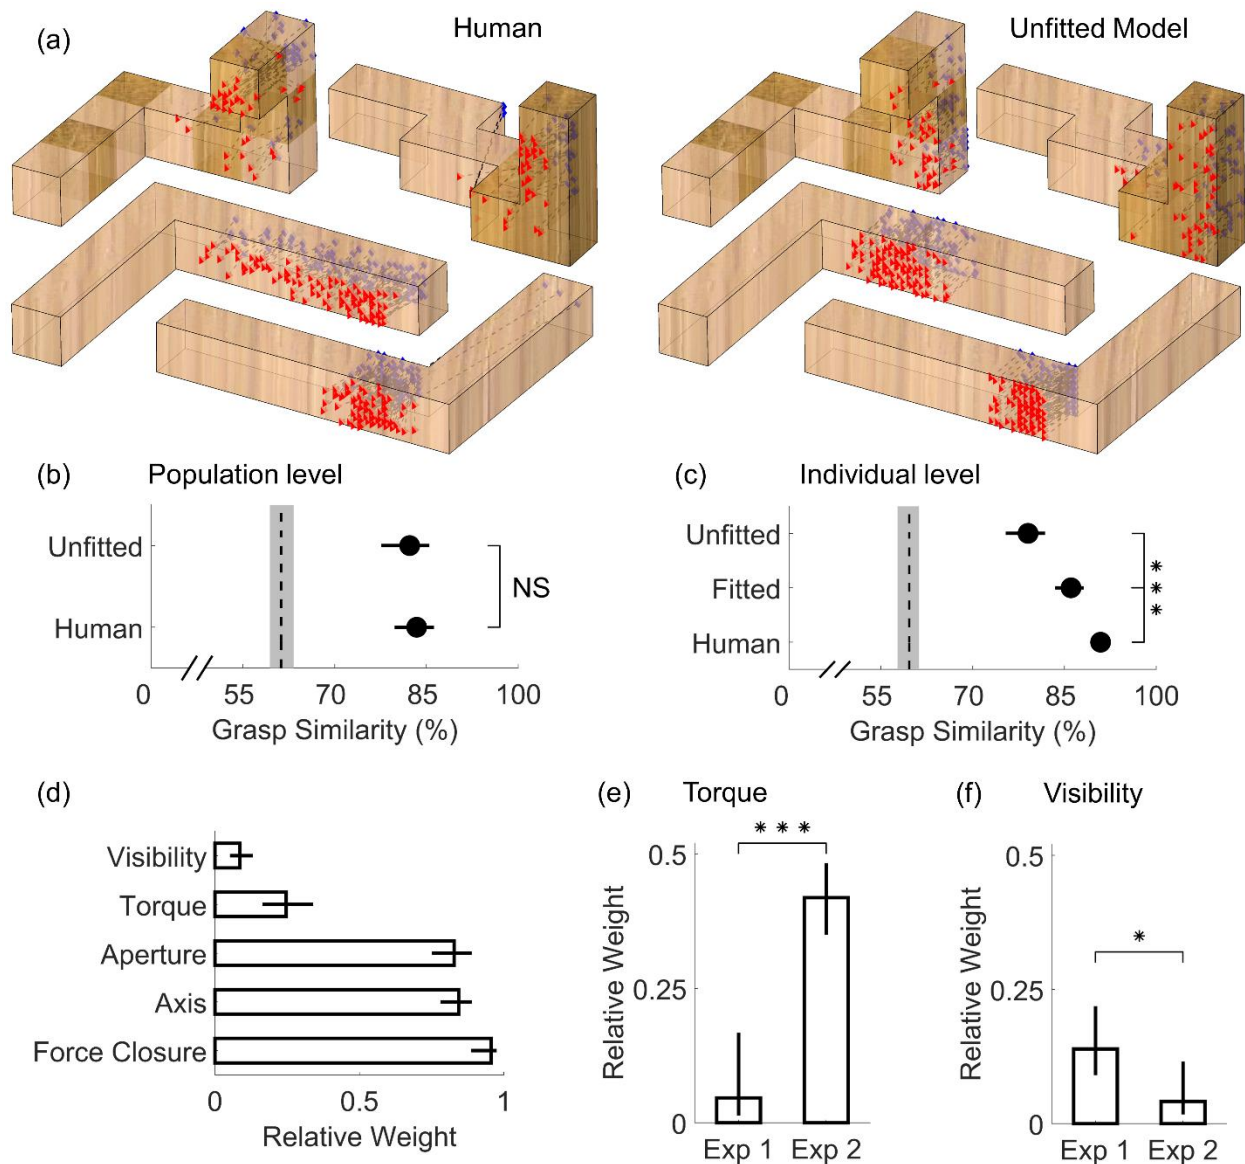 (a) Human Unfitted Model
(b) Population level
Unfitted
NS
Human
0 55 70 85 100
Grasp Similarity (%)
(c) Individual level
Unfitted
Fitted
Human
***
0 55 70 85 100
Grasp Similarity (%)
(d)
Visibility
Torque
Aperture
Axis
Force Closure
0 0.5 1
Relative Weight
(e) Torque
***
0.5
0.25
0
Relative Weight
Exp 1 Exp 2
(f) Visibility
0.5
*
0.25
0
Relative Weight
Exp 1 Exp 2